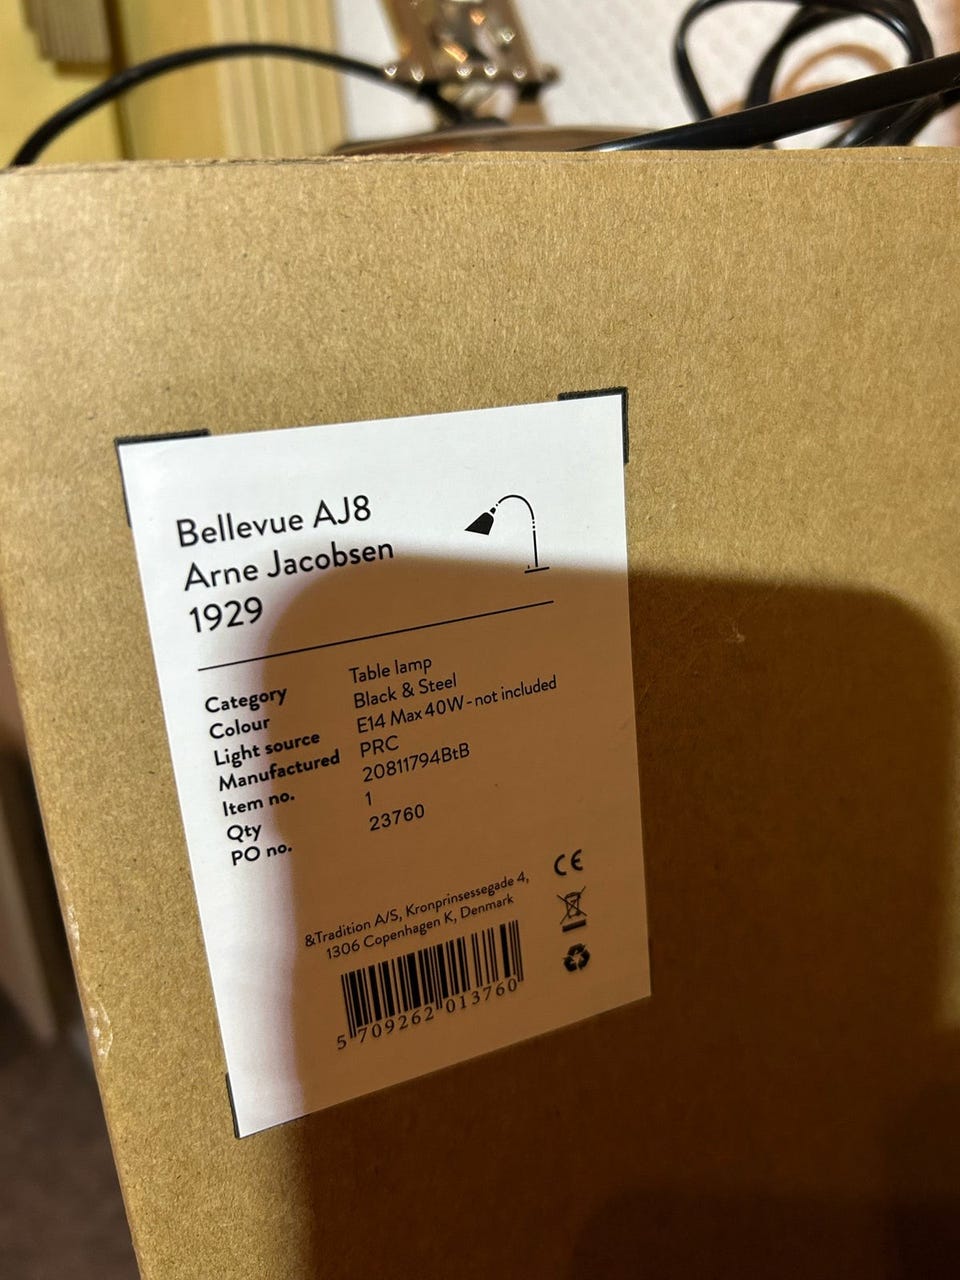 Bellevue AJ8
Arne Jacobsen
1929
Category Table lamp
Colour Black & Steel
Light source E14 Max 40W - not included
Manufactured PRC
Item no. 20811794BtB
Qty 1
PO no. 23760
&Tradition A/S, Kronprinsessegade 4,
1306 Copenhagen K, Denmark
CE
5 709262 013760